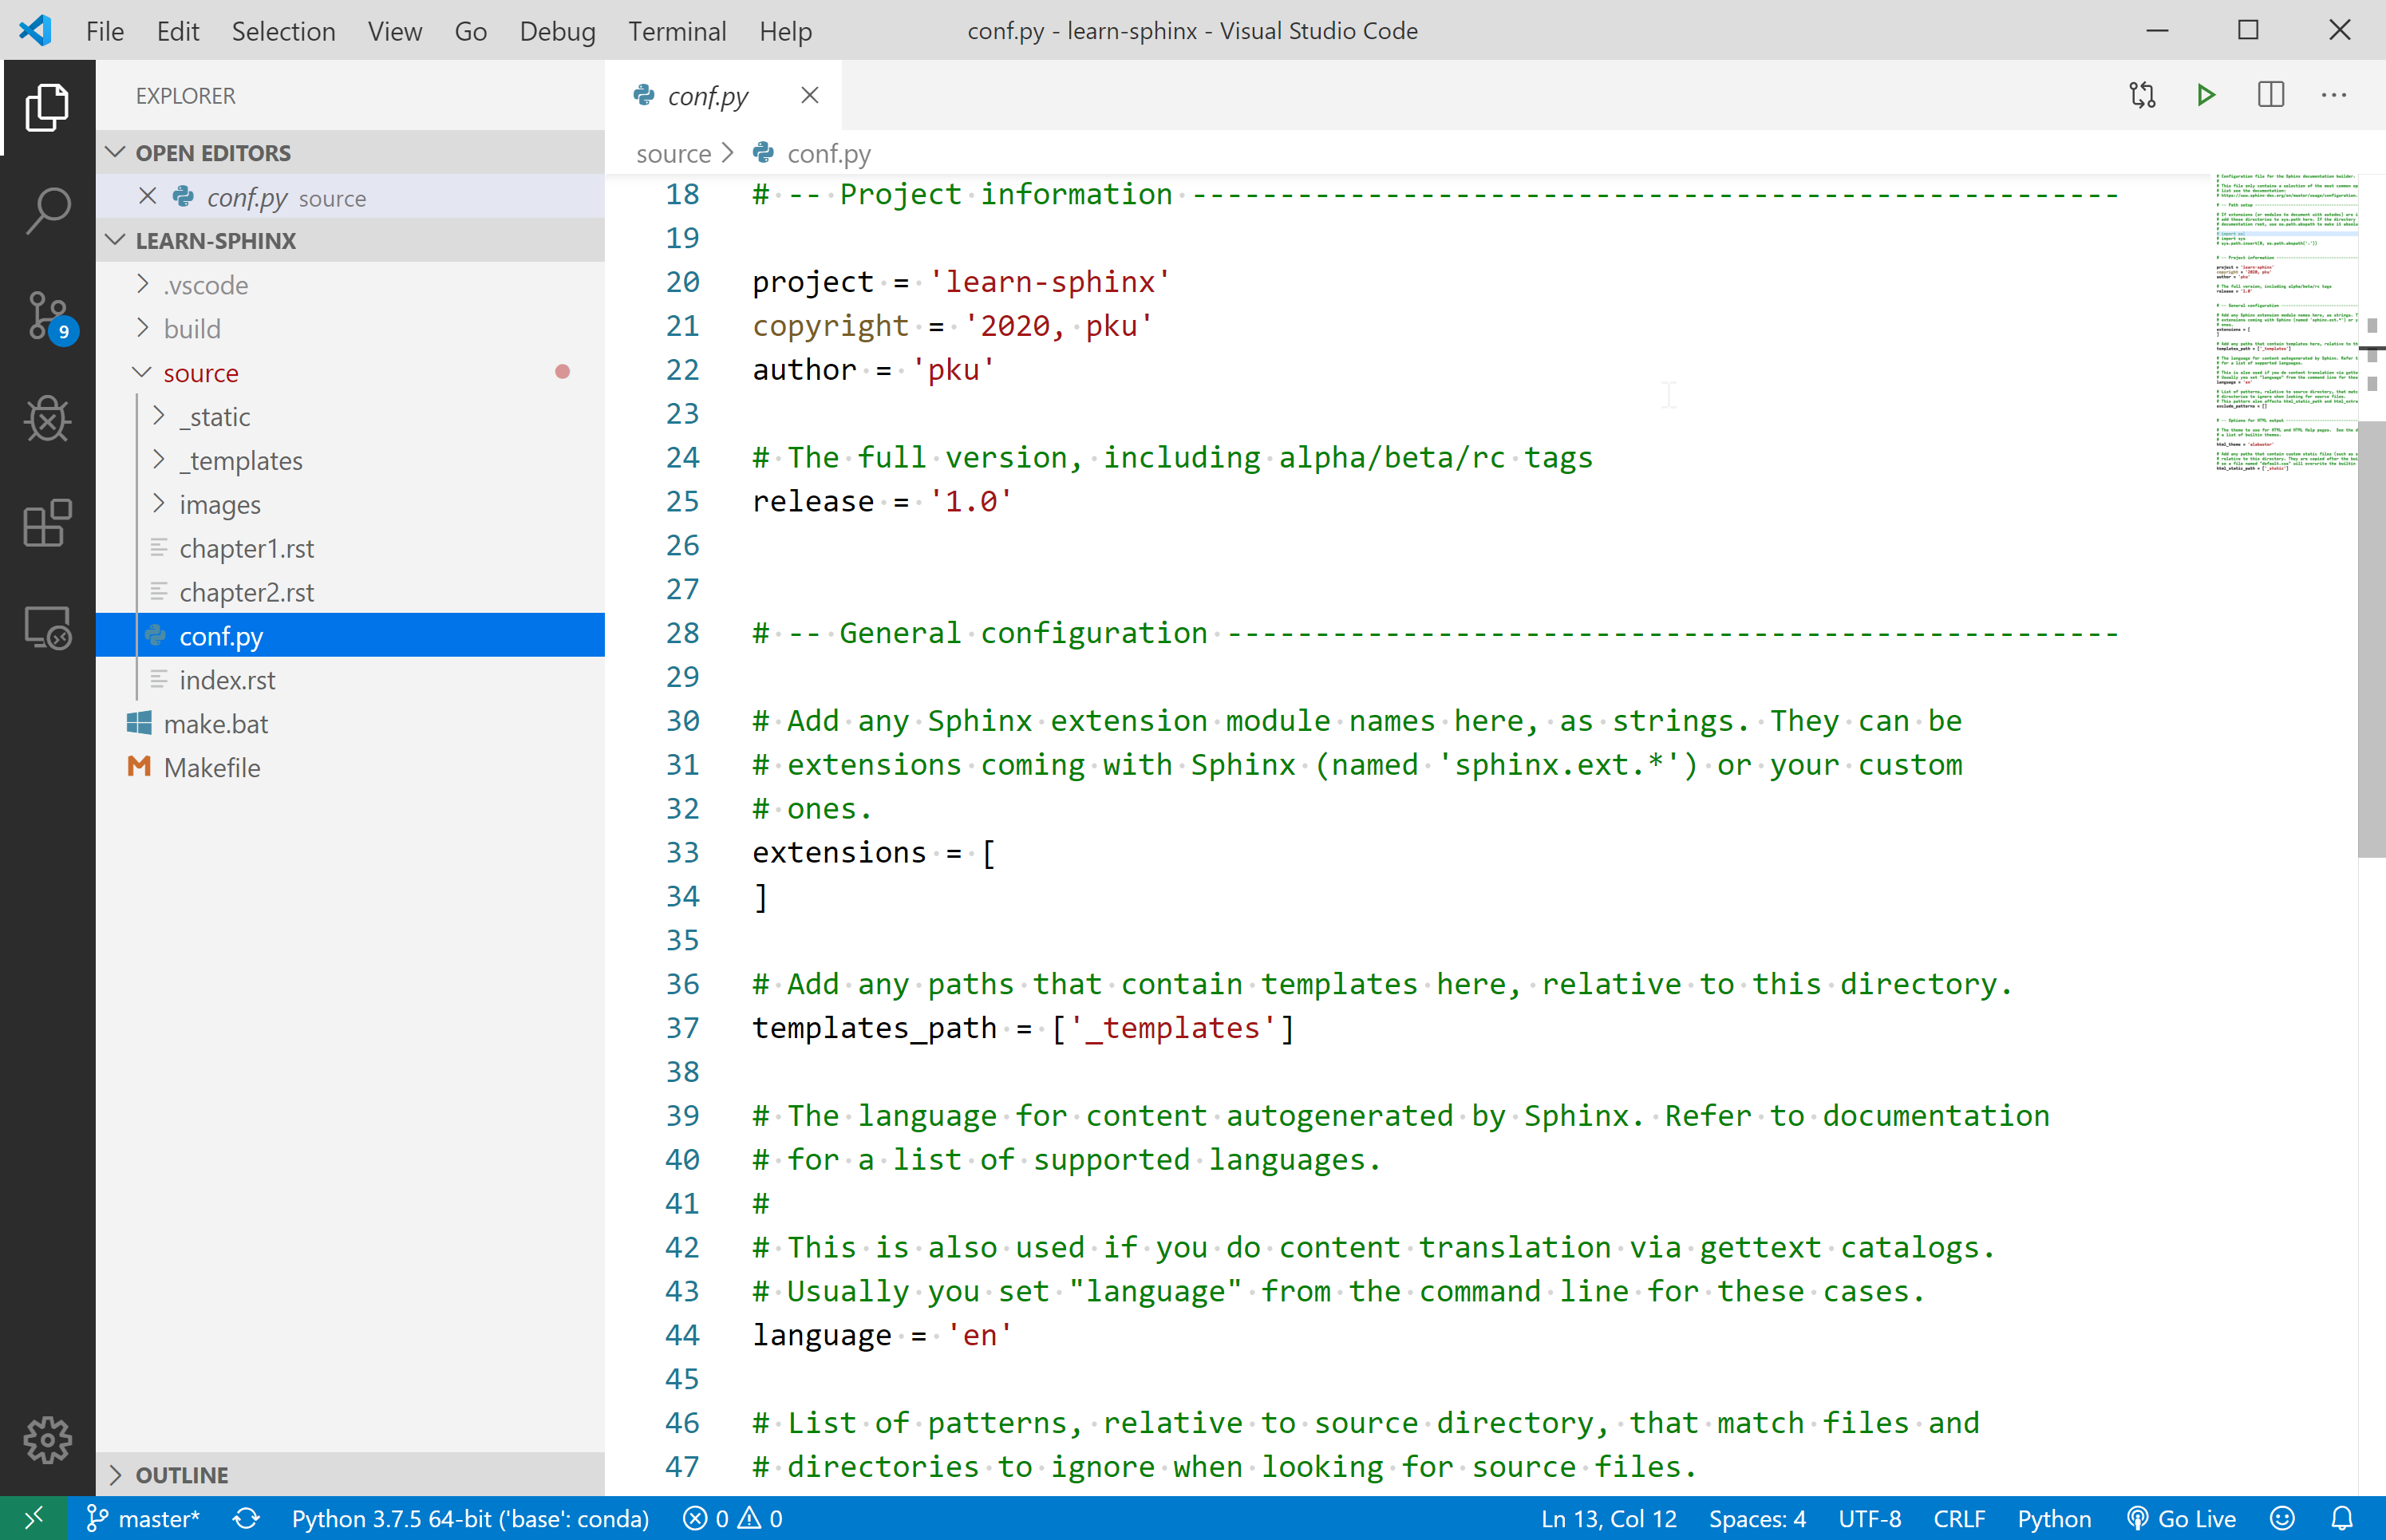 File Edit Selection View Go Debug Terminal Help conf.py - learn-sphinx - Visual Studio Code
EXPLORER
OPEN EDITORS
conf.py source
LEARN-SPHINX
.vscode
build
source
_static
_templates
images
chapter1.rst
chapter2.rst
conf.py
index.rst
make.bat
Makefile
OUTLINE
9
conf.py
source > conf.py
18 # -- Project information -----------------------------------------------------
19
20 project = 'learn-sphinx'
21 copyright = '2020, pku'
22 author = 'pku'
23
24 # The full version, including alpha/beta/rc tags
25 release = '1.0'
26
27
28 # -- General configuration ---------------------------------------------------
29
30 # Add any Sphinx extension module names here, as strings. They can be
31 # extensions coming with Sphinx (named 'sphinx.ext.*') or your custom
32 # ones.
33 extensions = [
34 ]
35
36 # Add any paths that contain templates here, relative to this directory.
37 templates_path = ['_templates']
38
39 # The language for content autogenerated by Sphinx. Refer to documentation
40 # for a list of supported languages.
41 #
42 # This is also used if you do content translation via gettext catalogs.
43 # Usually you set "language" from the command line for these cases.
44 language = 'en'
45
46 # List of patterns, relative to source directory, that match files and
47 # directories to ignore when looking for source files.
master* Python 3.7.5 64-bit ('base': conda) 0 0 Ln 13, Col 12 Spaces: 4 UTF-8 CRLF Python Go Live